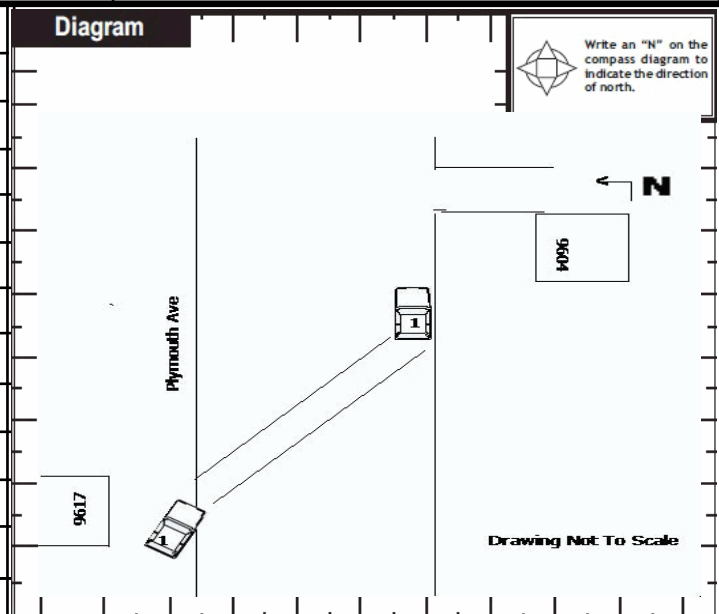 Diagram
Write an “N” on the
compass diagram to
indicate the direction
of north.
N
9604
1
Plymouth Ave
9617
1
Drawing Not To Scale